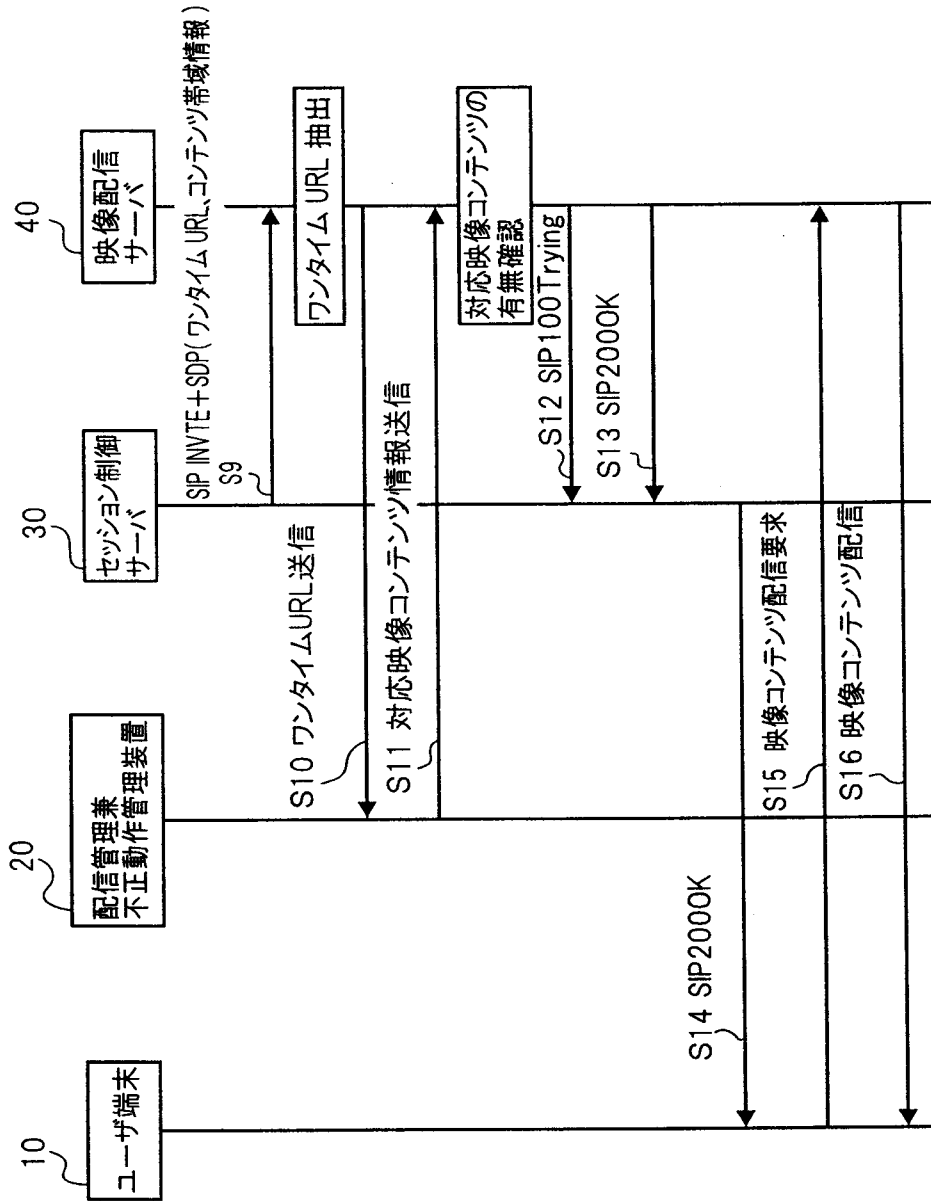 10
ユーザ端末
20
配信管理兼
不正動作管理装置
30
セッション制御
サーバ
40
映像配信
サーバ
SIP INVTE+SDP(ワンタイムURL、コンテンツ帯域情報)
S9
ワンタイムURL抽出
S10 ワンタイムURL送信
S11 対応映像コンテンツ情報送信
対応映像コンテンツの
有無確認
S12 SIP100Trying
S13 SIP200OK
S14 SIP200OK
S15 映像コンテンツ配信要求
S16 映像コンテンツ配信